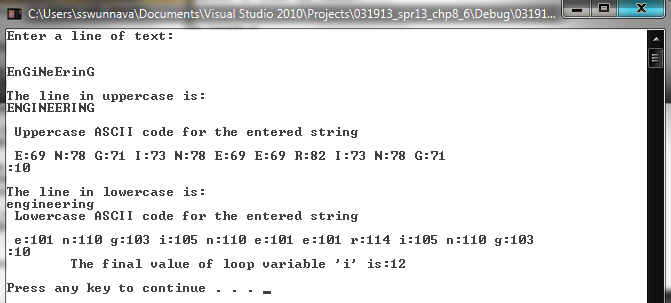 C:\Users\sswunnava\Documents\Visual Studio 2010\Projects\031913_spr13_chp8_6\Debug\03191
Enter a line of text:
EnGiNeErinG
The line in uppercase is:
ENGINEERING
Uppercase ASCII code for the entered string
E:69 N:78 G:71 I:73 N:78 E:69 E:69 R:82 I:73 N:78 G:71
:10
The line in lowercase is:
engineering
Lowercase ASCII code for the entered string
e:101 n:110 g:103 i:105 n:110 e:101 e:101 r:114 i:105 n:110 g:103
:10
The final value of loop variable 'i' is:12
Press any key to continue . . . _